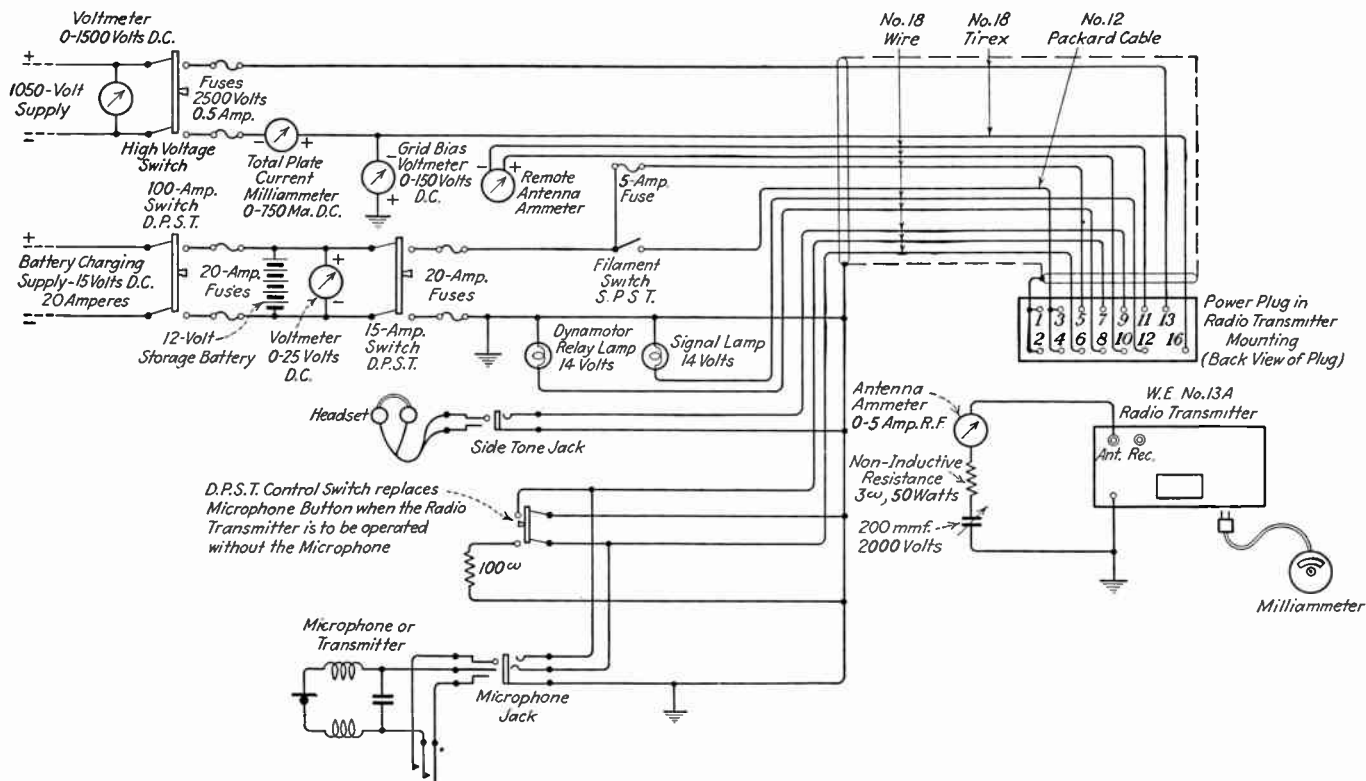 Voltmeter
0-1500 Volts D.C.
No.18
Wire
No.18
Tirex
No.12
Packard Cable
+
1050-Volt
Supply
-
Fuses
2500 Volts
0.5 Amp.
High Voltage
Switch
-
+
Total Plate
Current
Milliammeter
0-750 Ma. D.C.
-
Grid Bias
Voltmeter
0-150 Volts
D.C.
+
-
+
Remote
Antenna
Ammeter
5-Amp.
Fuse
100-Amp.
Switch
D.P.S.T.
+
Battery Charging
Supply-15 Volts D.C.
20 Amperes
-
20-Amp.
Fuses
+
-
20-Amp.
Fuses
Filament
Switch
S.P.S.T.
12-Volt
Storage Battery
Voltmeter
0-25 Volts
D.C.
15-Amp.
Switch
D.P.S.T.
Dynamotor
Relay Lamp
14 Volts
Signal Lamp
14 Volts
1 3 5 7 9 11 13
2 4 6 8 10 12 16
Power Plug in
Radio Transmitter
Mounting
(Back View of Plug)
Headset
Side Tone Jack
Antenna
Ammeter
0-5 Amp. R.F.
W.E. No.13A
Radio Transmitter
Ant. Rec.
Non-Inductive
Resistance
3ω, 50 Watts
200 mmf.
2000 Volts
Milliammeter
D.P.S.T. Control Switch replaces
Microphone Button when the Radio
Transmitter is to be operated
without the Microphone
100ω
Microphone or
Transmitter
Microphone
Jack